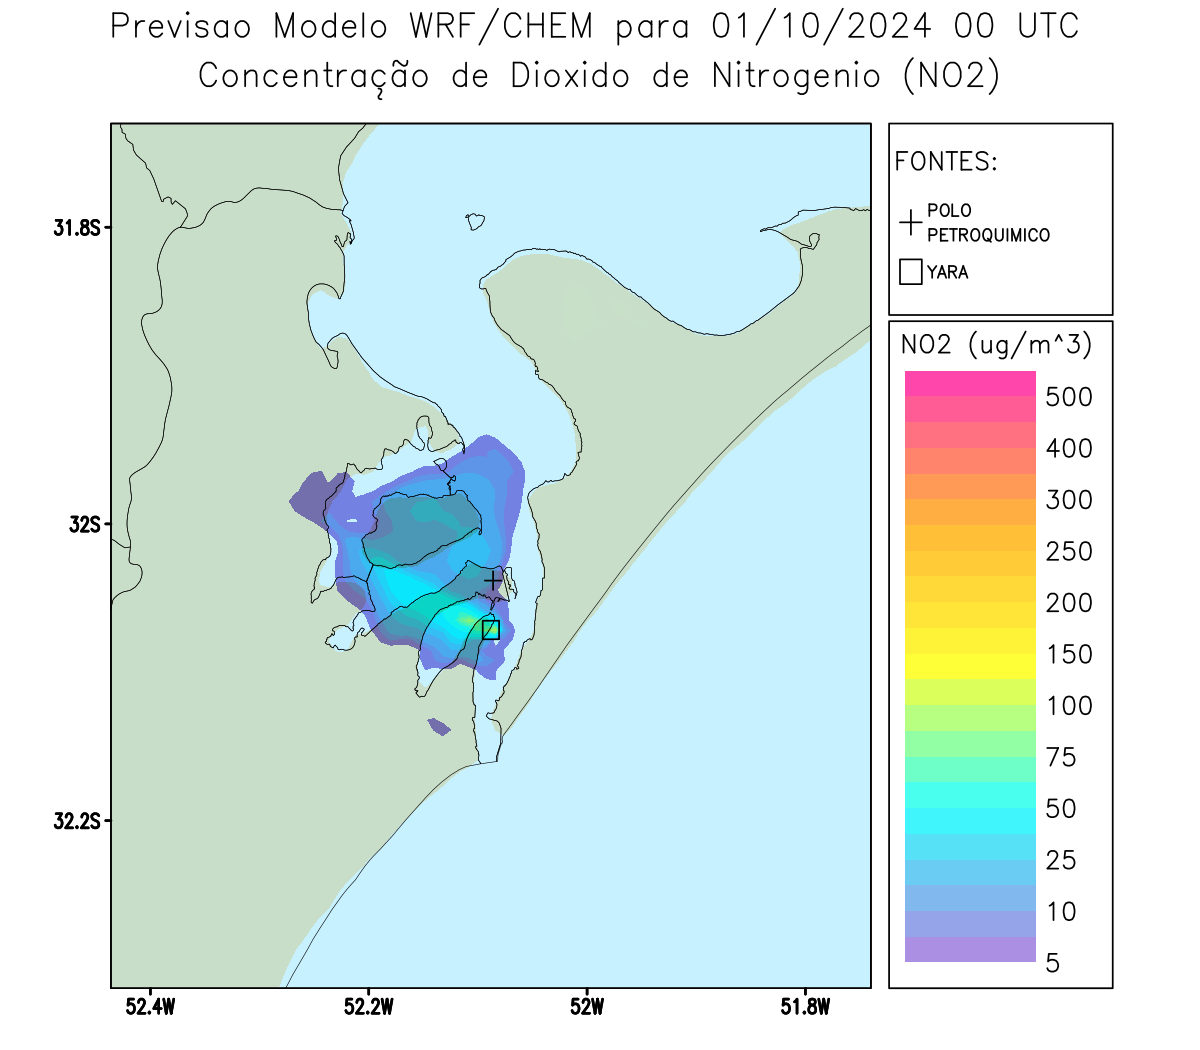 Previsao Modelo WRF/CHEM para 01/10/2024 00 UTC
Concentração de Dioxido de Nitrogenio (NO2)
FONTES:
POLO
PETROQUIMICO
YARA
NO2 (ug/m^3)
500
400
300
250
200
150
100
75
50
25
10
5
31.8S
32S
32.2S
52.4W
52.2W
52W
51.8W